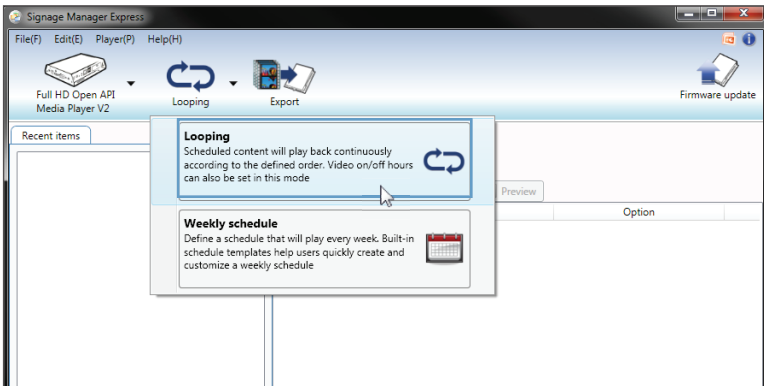 Signage Manager Express
File(F) Edit(E) Player(P) Help(H)
Full HD Open API
Media Player V2
Looping
Export
Firmware update
Recent items
Looping
Scheduled content will play back continuously
according to the defined order. Video on/off hours
can also be set in this mode
Preview
Option
Weekly schedule
Define a schedule that will play every week. Built-in
schedule templates help users quickly create and
customize a weekly schedule